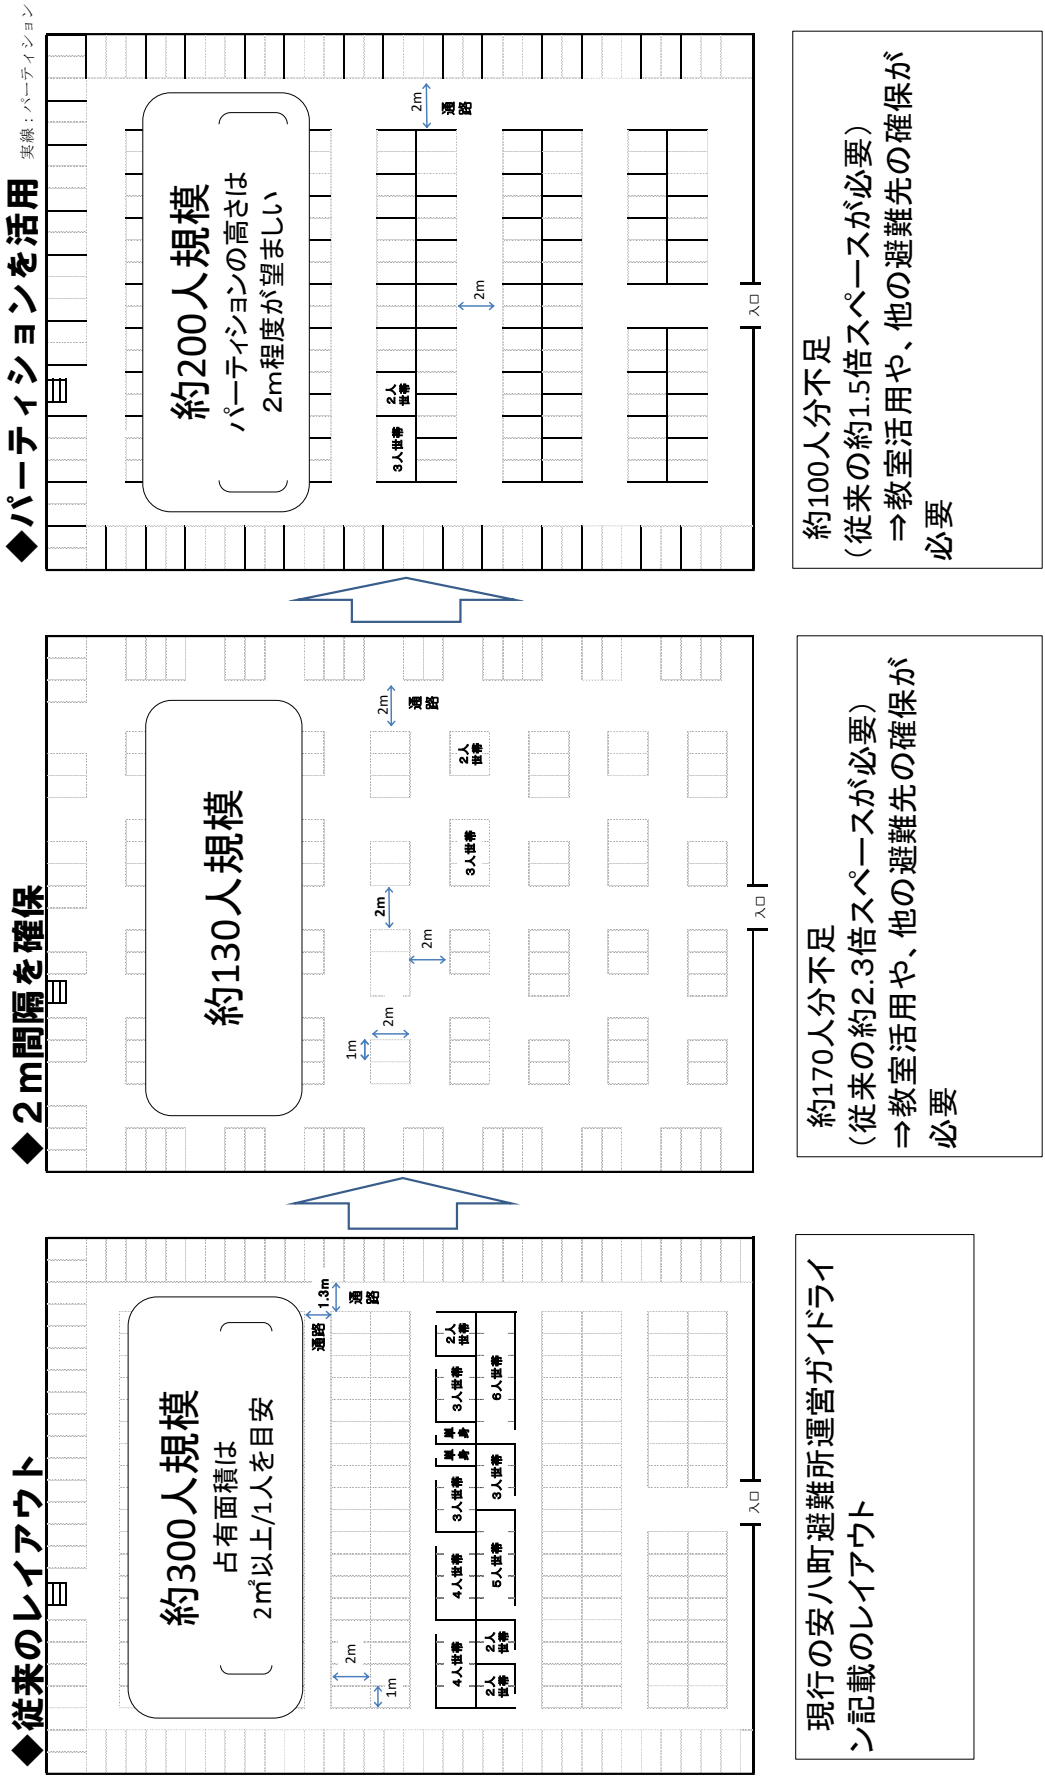 ◆従来のレイアウト
約300人規模
占有面積は
2㎡以上/1人を目安
通路
1.3m
通
路
2m
1m
4人世帯
4人世帯
3人世帯
単
身
単
身
3人世帯
2人
世帯
2人
世帯
2人
世帯
5人世帯
3人世帯
6人世帯
入口
現行の安八町避難所運営ガイドライ
ン記載のレイアウト
◆2m間隔を確保
約130人規模
2m
通
路
1m
2m
2m
2m
3人世帯
2人
世帯
入口
約170人分不足
(従来の約2.3倍スペースが必要)
⇒教室活用や、他の避難先の確保が
必要
◆パーティションを活用
実線：パーティション
約200人規模
パーティションの高さは
2m程度が望ましい
2m
通
路
3人世帯
2人
世帯
2m
入口
約100人分不足
(従来の約1.5倍スペースが必要)
⇒教室活用や、他の避難先の確保が
必要